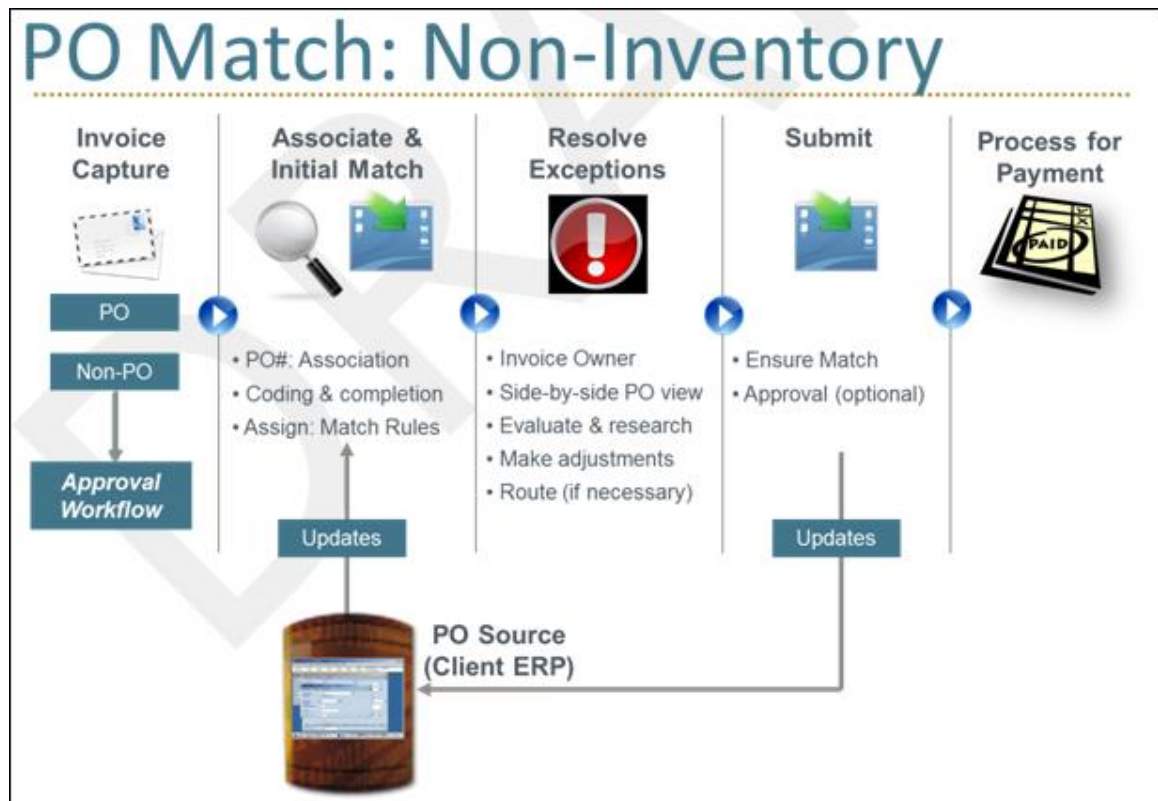 PO Match: Non-Inventory
Invoice
Capture
PO
Non-PO
Approval
Workflow
Associate &
Initial Match
• PO#: Association
• Coding & completion
• Assign: Match Rules
Updates
Resolve
Exceptions
• Invoice Owner
• Side-by-side PO view
• Evaluate & research
• Make adjustments
• Route (if necessary)
Submit
• Ensure Match
• Approval (optional)
Updates
Process for
Payment
PAID
PO Source
(Client ERP)